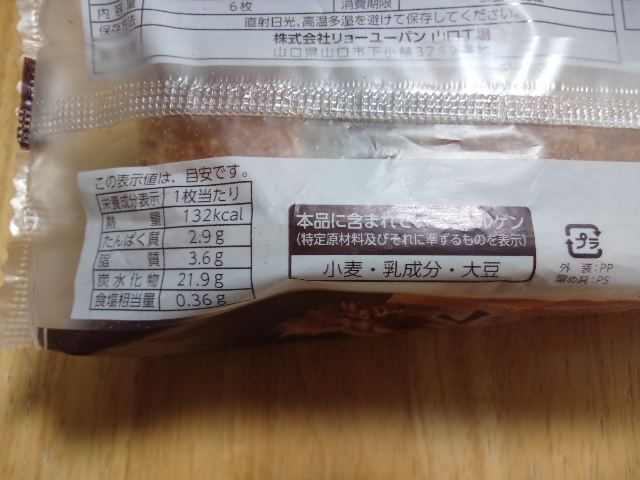 内容量 6枚 消費期限
保存方法 直射日光、高温多湿を避けて保存してください。
株式会社リョーユーパン 山口工場
山口県山口市下小鯖
この表示値は、目安です。
栄養成分表示 1枚当たり
熱量 132kcal
たんぱく質 2.9g
脂質 3.6g
炭水化物 21.9g
食塩相当量 0.36g
本品に含まれて ルゲン
(特定原材料及びそれに準ずるものを表示)
小麦・乳成分・大豆
プラ
外装:PP
留め具:PS